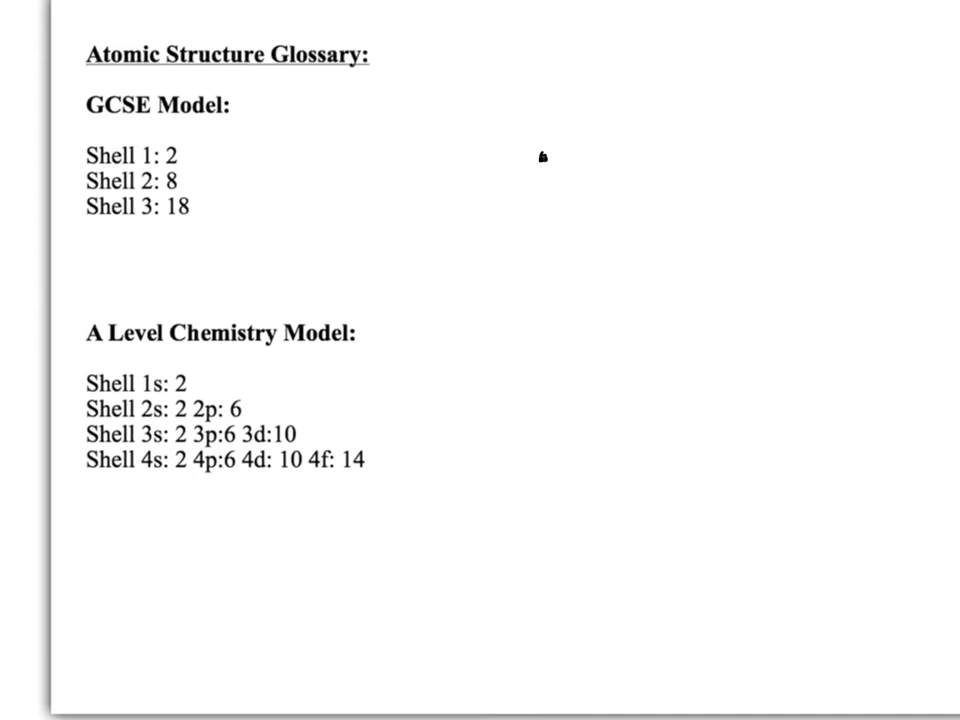 Atomic Structure Glossary:
GCSE Model:
Shell 1: 2
Shell 2: 8
Shell 3: 18
A Level Chemistry Model:
Shell 1s: 2
Shell 2s: 2 2p: 6
Shell 3s: 2 3p:6 3d:10
Shell 4s: 2 4p:6 4d: 10 4f: 14